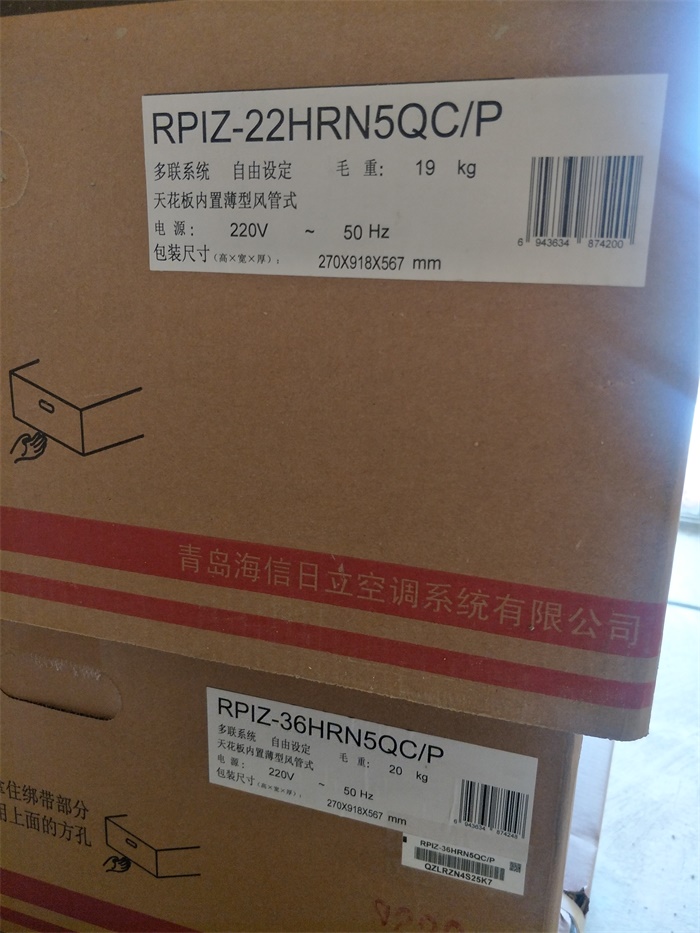 RPIZ-22HRN5QC/P
多联系统 自由设定 毛 重: 19 kg
天花板内置薄型风管式
电 源: 220V ~ 50 Hz
包装尺寸(高×宽×厚): 270X918X567 mm
6 943634 874200
青岛海信日立空调系统有限公司
RPIZ-36HRN5QC/P
多联系统 自由设定 毛 重: 20 kg
天花板内置薄型风管式
电 源: 220V ~ 50 Hz
包装尺寸(高×宽×厚): 270X918X567 mm
6 943634 874248
RPIZ-36HRN5QC/P
QZLRZN4S25K7
住绑带部分
上面的方孔